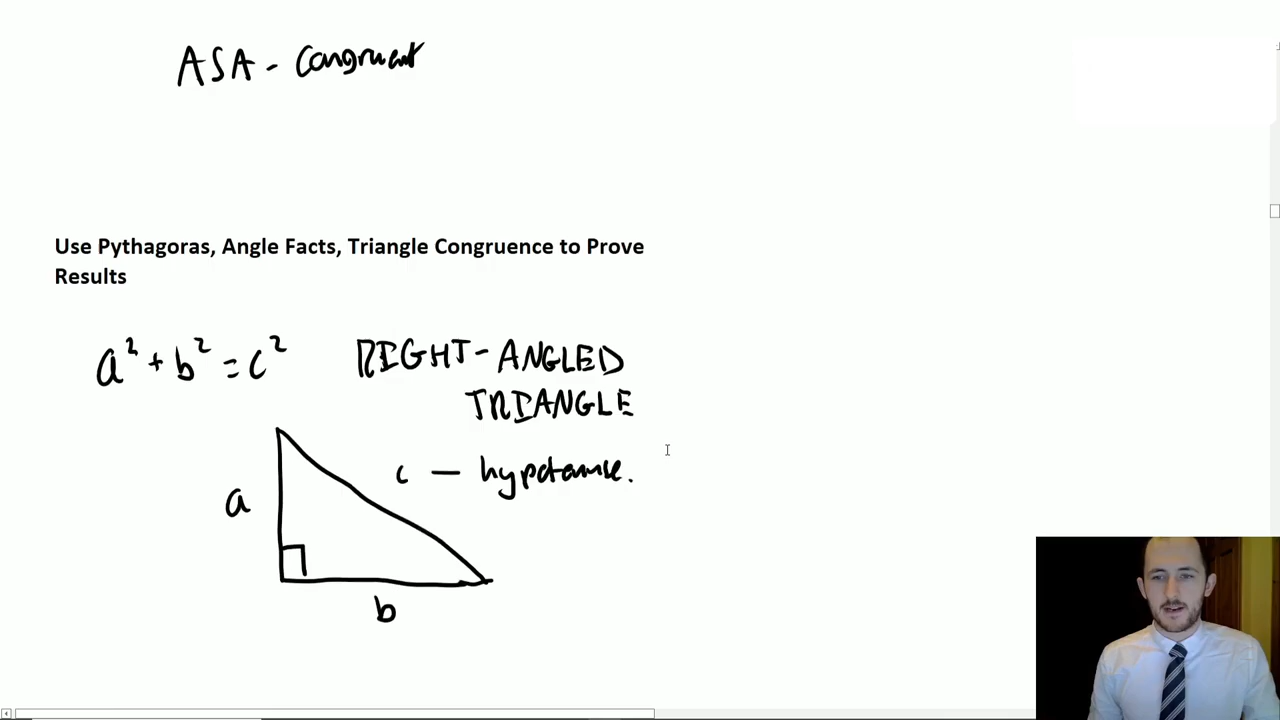 ASA - Congruent
Use Pythagoras, Angle Facts, Triangle Congruence to Prove
Results
a² + b² = c² RIGHT-ANGLED
TRIANGLE
c — hypotenuse.
a
b